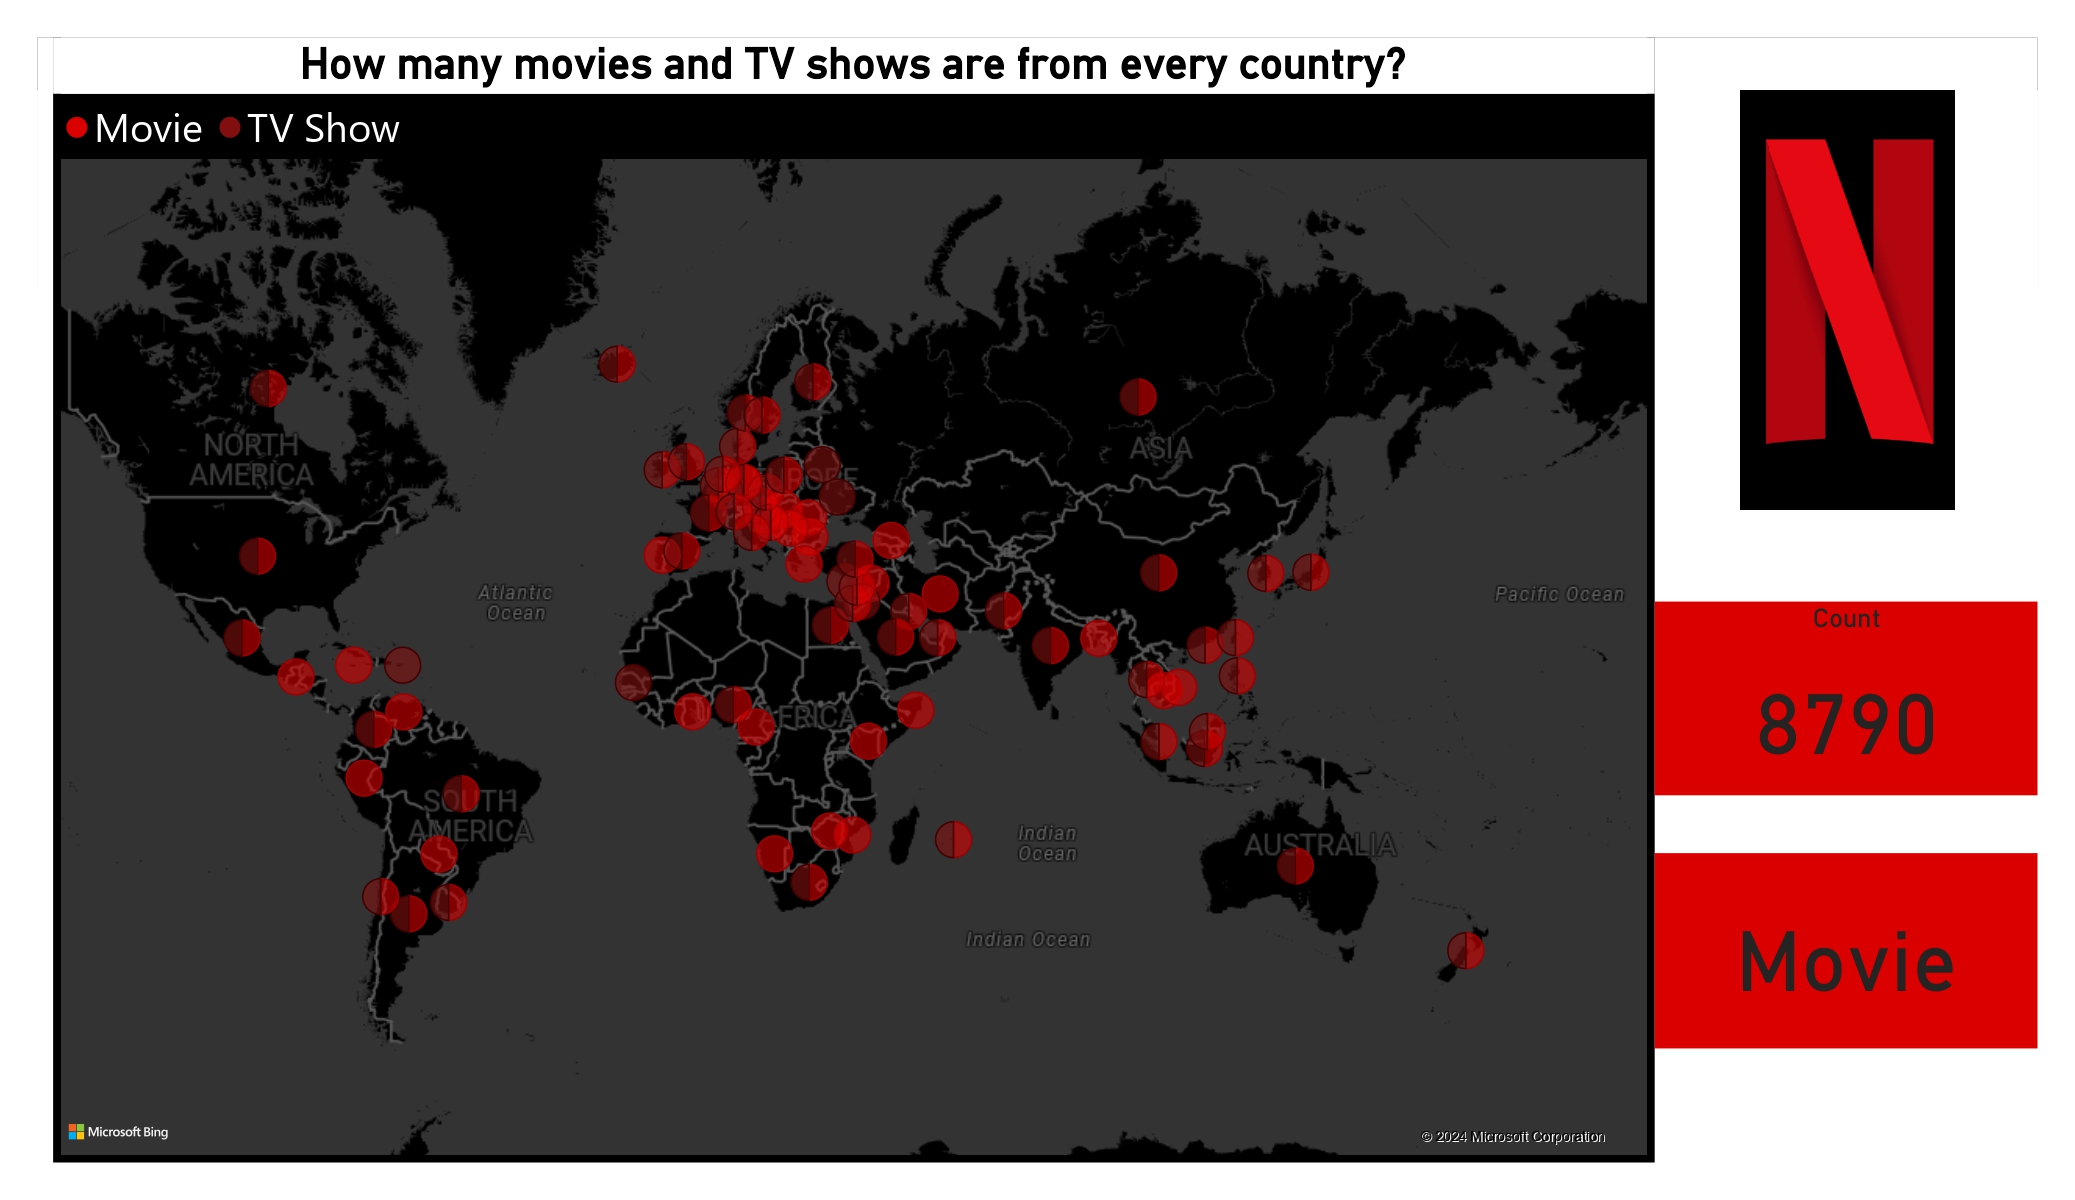 How many movies and TV shows are from every country?
Movie TV Show
NORTH
AMERICA
ASIA
EUROPE
Atlantic
Ocean
Pacific Ocean
AFRICA
SOUTH
AMERICA
Indian
Ocean
AUSTRALIA
Indian Ocean
Microsoft Bing
© 2024 Microsoft Corporation
N
Count
8790
Movie